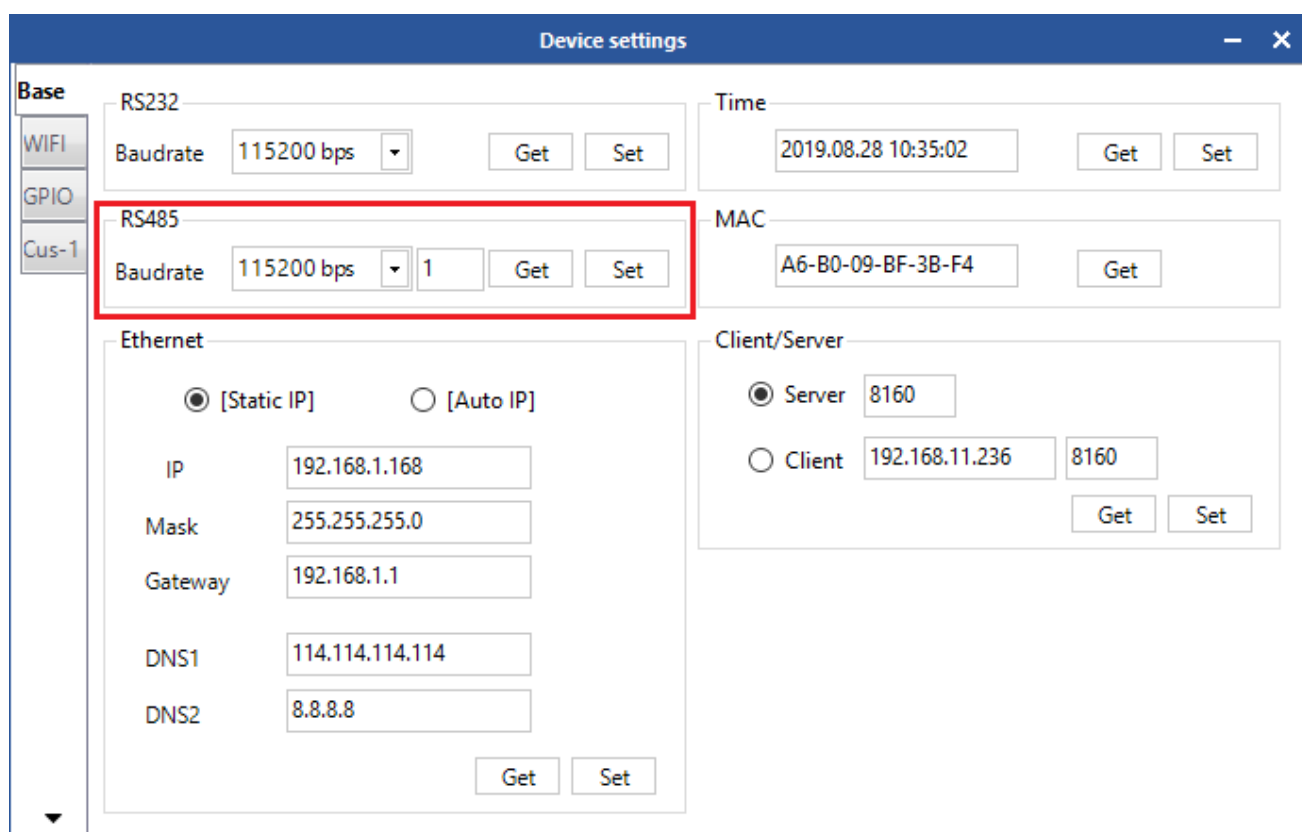 Device settings
Base
WIFI
GPIO
Cus-1
RS232
Baudrate 115200 bps Get Set
RS485
Baudrate 115200 bps 1 Get Set
Ethernet
[Static IP] [Auto IP]
IP 192.168.1.168
Mask 255.255.255.0
Gateway 192.168.1.1
DNS1 114.114.114.114
DNS2 8.8.8.8
Get Set
Time
2019.08.28 10:35:02 Get Set
MAC
A6-B0-09-BF-3B-F4 Get
Client/Server
Server 8160
Client 192.168.11.236 8160
Get Set